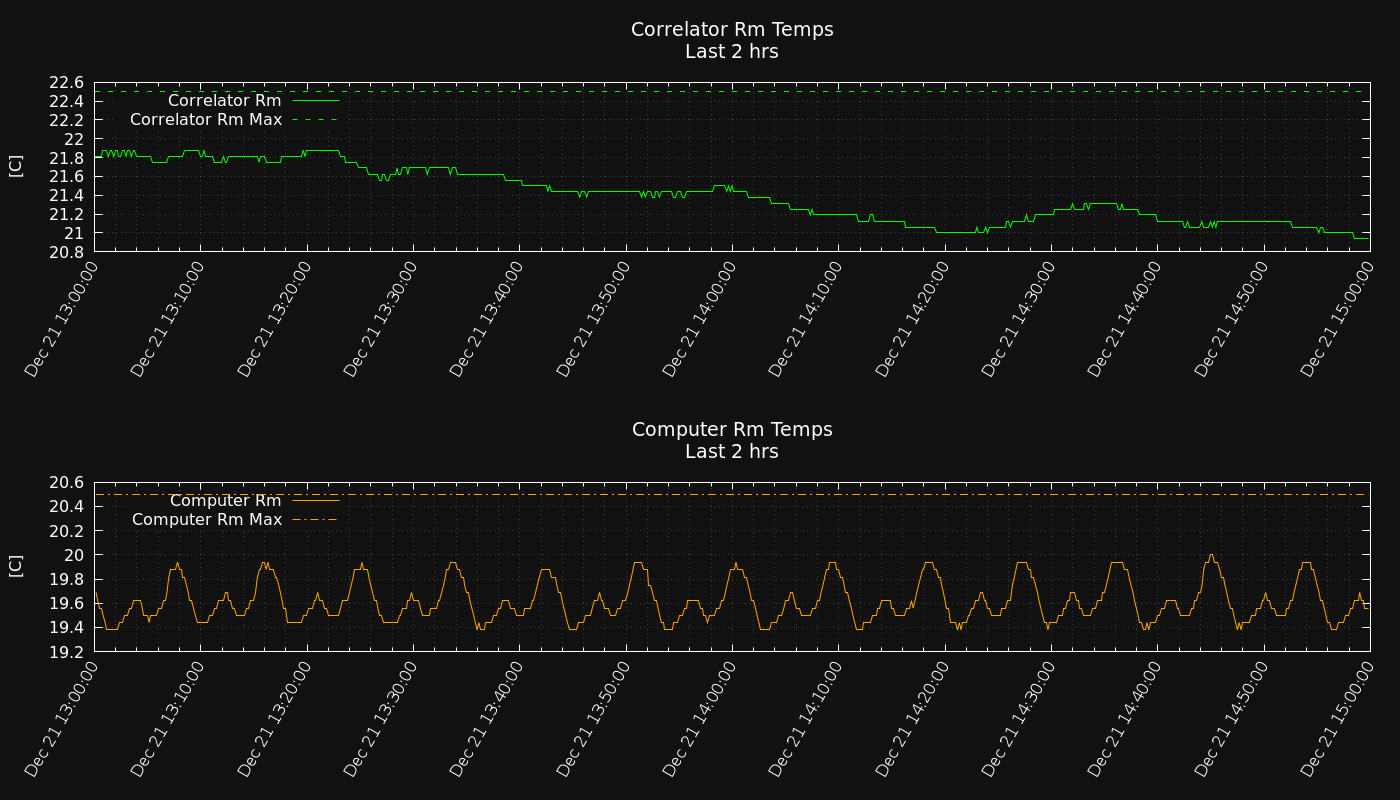 Correlator Rm Temps
Last 2 hrs
[C]
22.6
22.4
22.2
22
21.8
21.6
21.4
21.2
21
20.8
Correlator Rm
Correlator Rm Max
Dec 21 13:00:00
Dec 21 13:10:00
Dec 21 13:20:00
Dec 21 13:30:00
Dec 21 13:40:00
Dec 21 13:50:00
Dec 21 14:00:00
Dec 21 14:10:00
Dec 21 14:20:00
Dec 21 14:30:00
Dec 21 14:40:00
Dec 21 14:50:00
Dec 21 15:00:00
Computer Rm Temps
Last 2 hrs
[C]
20.6
20.4
20.2
20
19.8
19.6
19.4
19.2
Computer Rm
Computer Rm Max
Dec 21 13:00:00
Dec 21 13:10:00
Dec 21 13:20:00
Dec 21 13:30:00
Dec 21 13:40:00
Dec 21 13:50:00
Dec 21 14:00:00
Dec 21 14:10:00
Dec 21 14:20:00
Dec 21 14:30:00
Dec 21 14:40:00
Dec 21 14:50:00
Dec 21 15:00:00